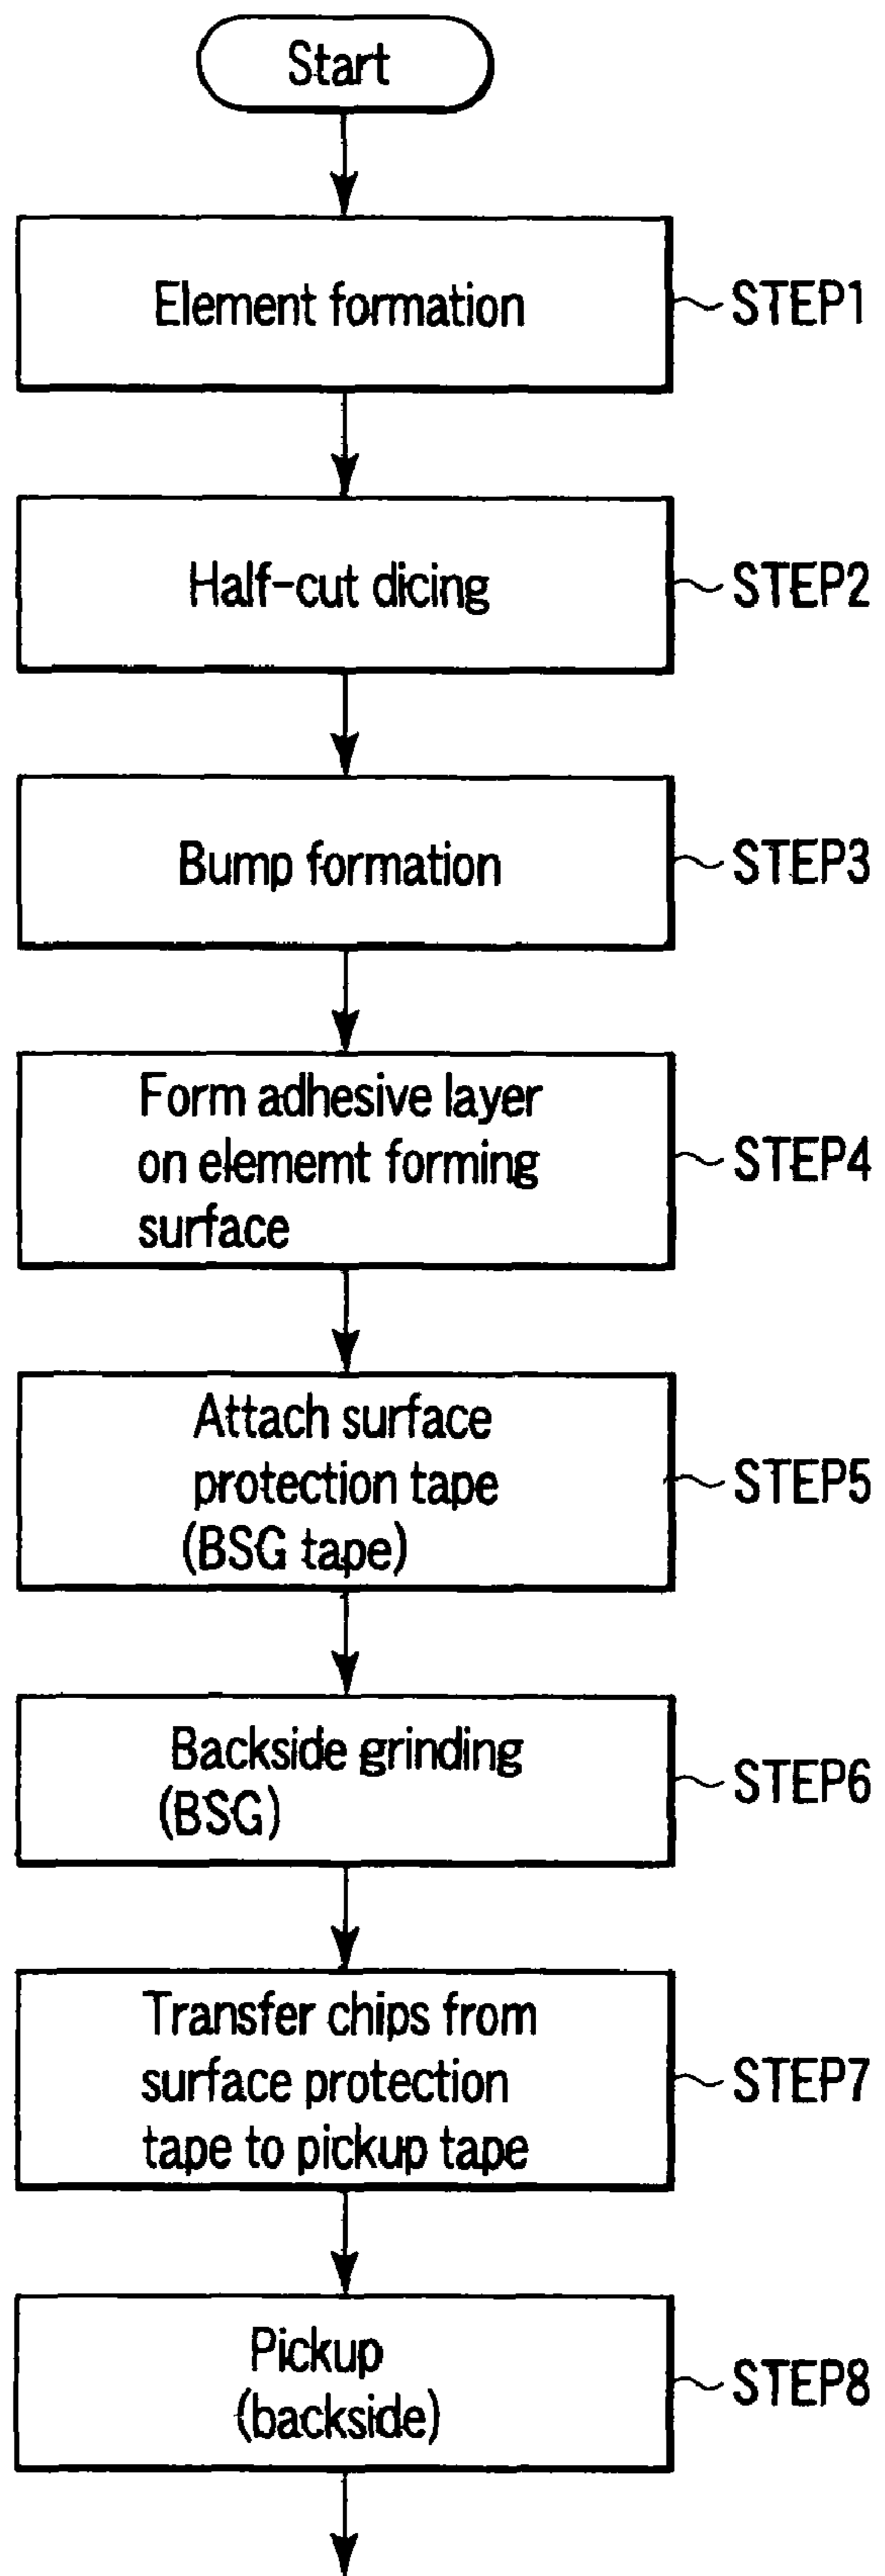 Start
Element formation
STEP1
Half-cut dicing
STEP2
Bump formation
STEP3
Form adhesive layer
on elememt forming
surface
STEP4
Attach surface
protection tape
(BSG tape)
STEP5
Backside grinding
(BSG)
STEP6
Transfer chips from
surface protection
tape to pickup tape
STEP7
Pickup
(backside)
STEP8